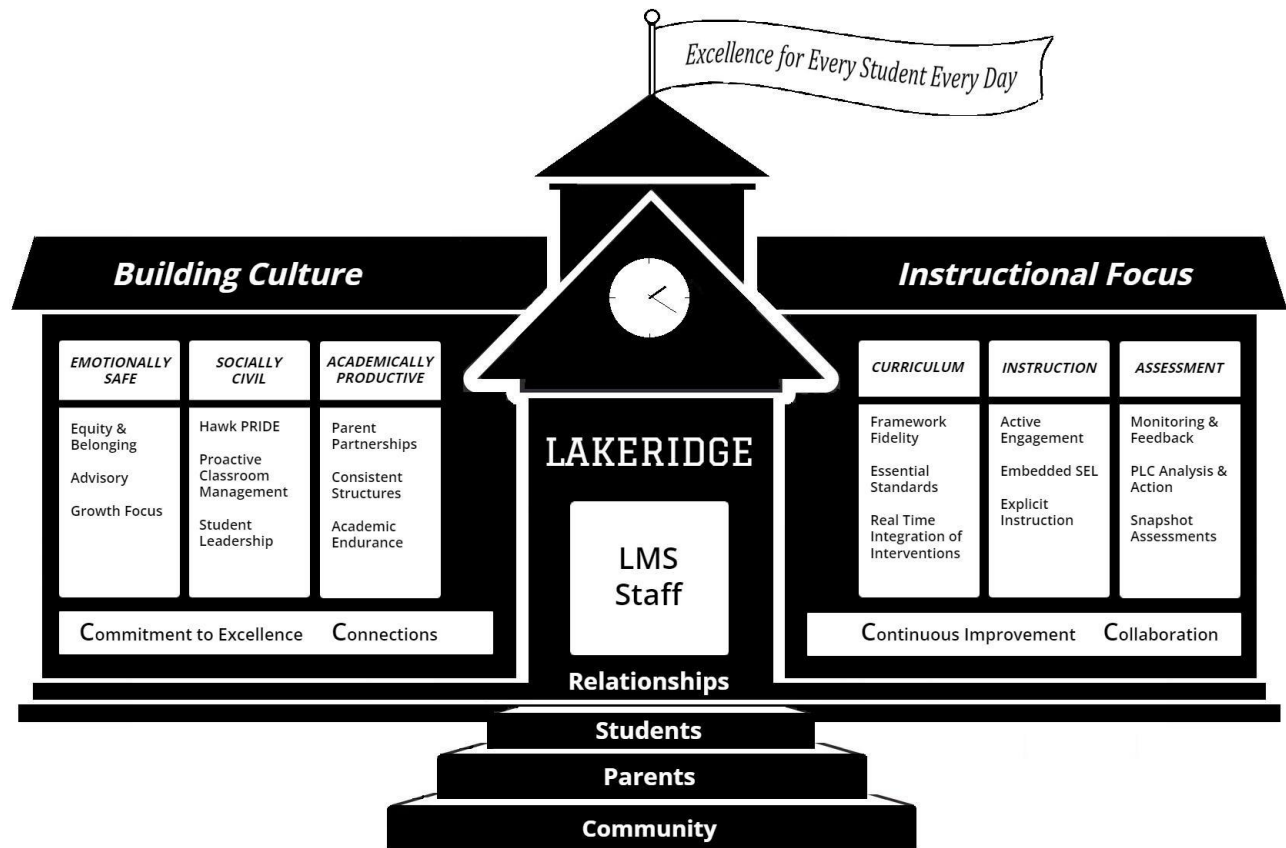 Excellence for Every Student Every Day
Building Culture
EMOTIONALLY
SAFE
Equity &
Belonging
Advisory
Growth Focus
SOCIALLY
CIVIL
Hawk PRIDE
Proactive
Classroom
Management
Student
Leadership
ACADEMICALLY
PRODUCTIVE
Parent
Partnerships
Consistent
Structures
Academic
Endurance
Commitment to Excellence Connections
LAKERIDGE
LMS
Staff
Relationships
Students
Parents
Community
Instructional Focus
CURRICULUM
Framework
Fidelity
Essential
Standards
Real Time
Integration of
Interventions
INSTRUCTION
Active
Engagement
Embedded SEL
Explicit
Instruction
ASSESSMENT
Monitoring &
Feedback
PLC Analysis &
Action
Snapshot
Assessments
Continuous Improvement Collaboration